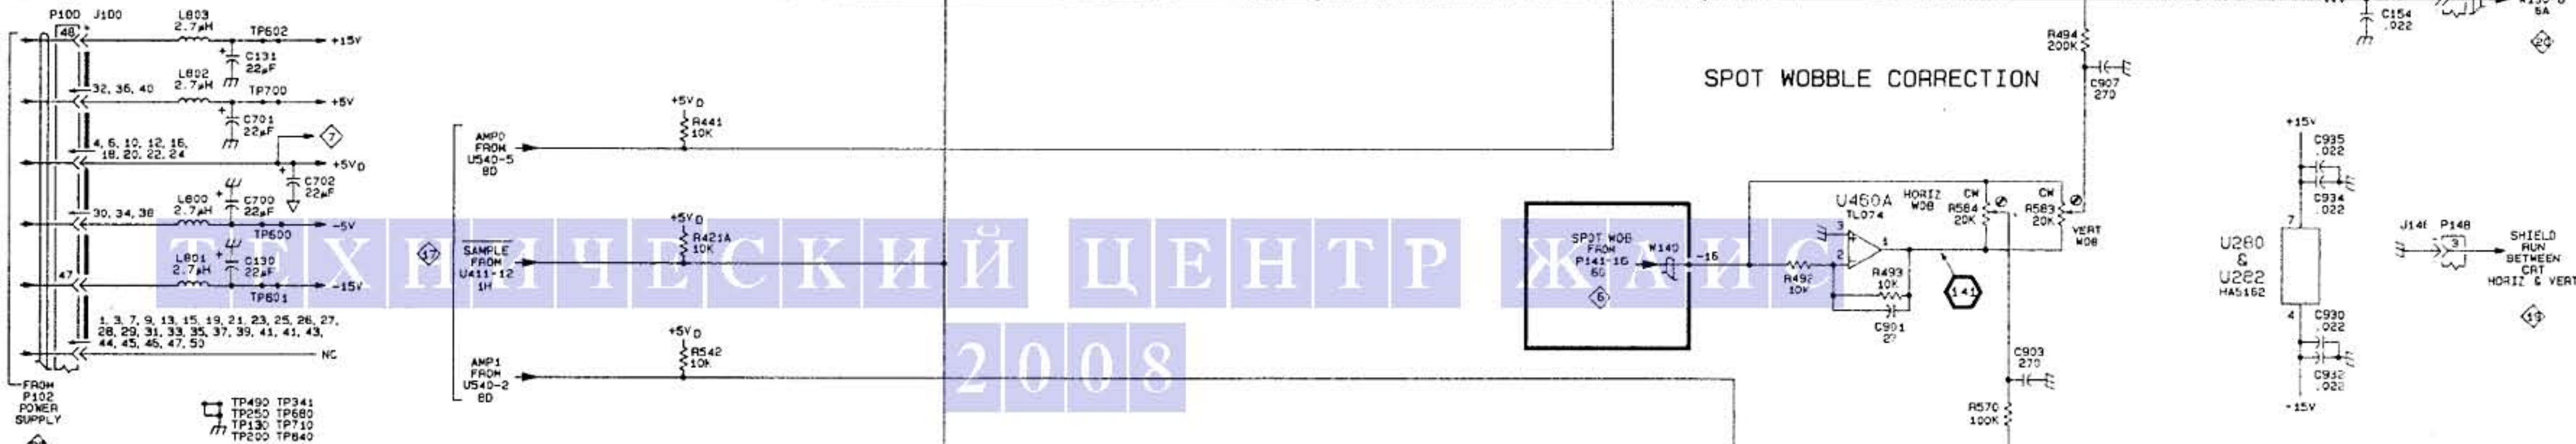 P100 J100
48
L803
2.7µH
TP602
+15V
C131
22µF
32, 36, 40
L802
2.7µH
TP700
+5V
C701
22µF
7
4, 6, 10, 12, 16,
18, 20, 22, 24
+5VD
C702
22µF
30, 34, 38
L800
2.7µH
C700
22µF
TP600
-5V
47
L801
2.7µH
C130
22µF
TP601
-15V
1, 3, 7, 9, 13, 15, 19, 21, 23, 25, 26, 27,
28, 29, 31, 33, 35, 37, 39, 41, 41, 43,
44, 45, 46, 47, 50
NC
FROM
P102
POWER
SUPPLY
TP490 TP341
TP250 TP680
TP130 TP710
TP200 TP840
17
AMP0
FROM
U540-5
8D
+5VD
R441
10K
SAMPLE
FROM
U411-12
1H
+5VD
R421A
10K
AMP1
FROM
U540-2
8D
+5VD
R542
10K
SPOT WOBBLE CORRECTION
SPOT WOB
FROM
P141-16
6G
6
W140
-16
R492
10K
U460A
TL074
3
2
1
R493
10K
C901
141
HORIZ
WOB
CW
R584
20K
CW
R583
20K
VERT
WOB
R494
200K
C907
270
C903
270
R570
100K
C154
.022
6A
20
+15V
C935
.022
C934
.022
7
U280
&
U282
HA5162
4
C930
.022
C932
.022
-15V
P148
3
SHIELD
RUN
BETWEEN
CRT
HORIZ & VERT
19
ТЕХНИЧЕСКИЙ ЦЕНТР ЖАИС
2008